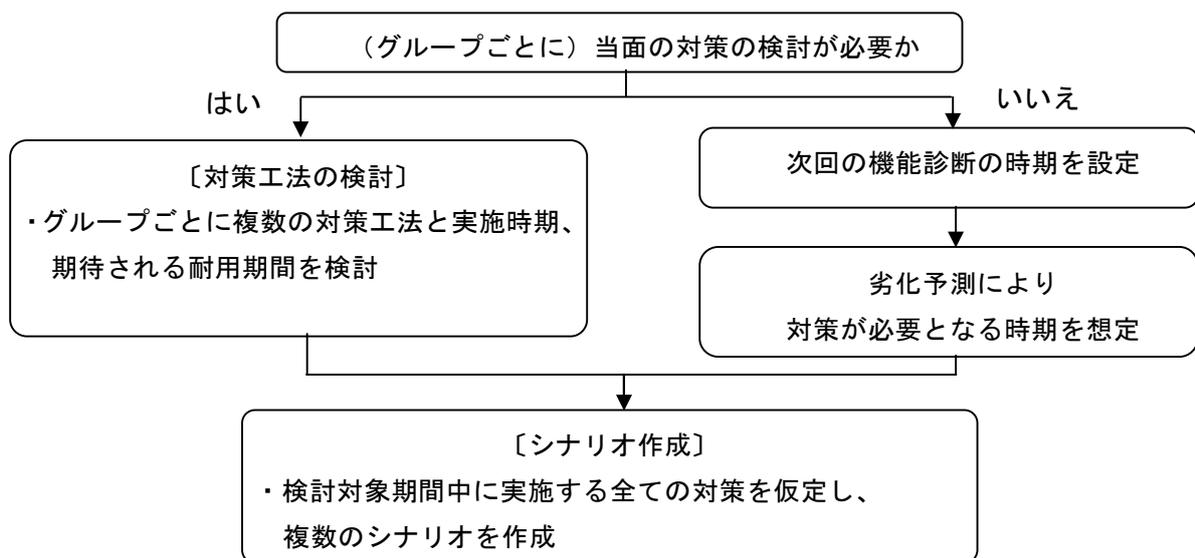 （グループごとに）当面の対策の検討が必要か
はい
いいえ
〔対策工法の検討〕
・グループごとに複数の対策工法と実施時期、
期待される耐用期間を検討
次回の機能診断の時期を設定
劣化予測により
対策が必要となる時期を想定
〔シナリオ作成〕
・検討対象期間中に実施する全ての対策を仮定し、
複数のシナリオを作成